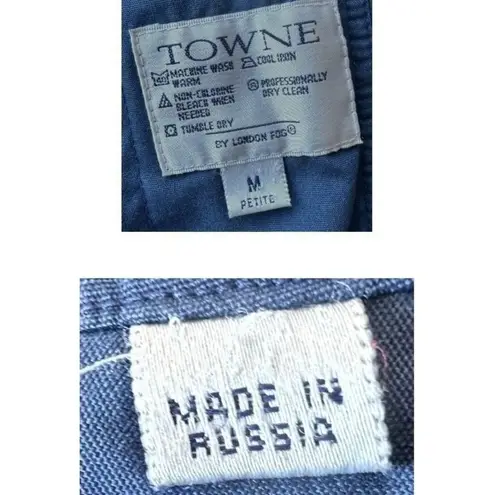 TOWNE
MACHINE WASH COOL IRON
WARM
NON-CHLORINE PROFESSIONALLY
BLEACH WHEN DRY CLEAN
NEEDED
TUMBLE DRY
BY LONDON FOG®
M
PETITE
MADE IN
RUSSIA